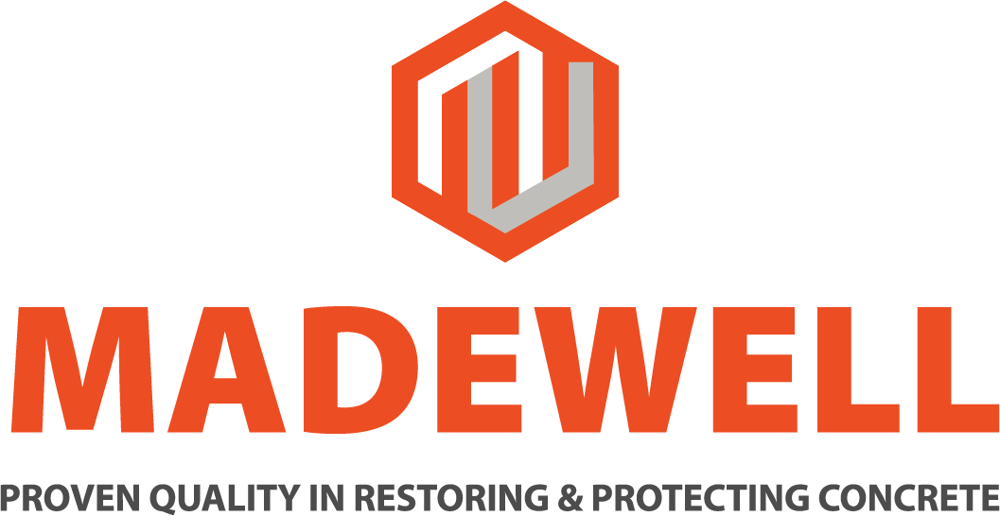 MADEWELL
PROVEN QUALITY IN RESTORING & PROTECTING CONCRETE